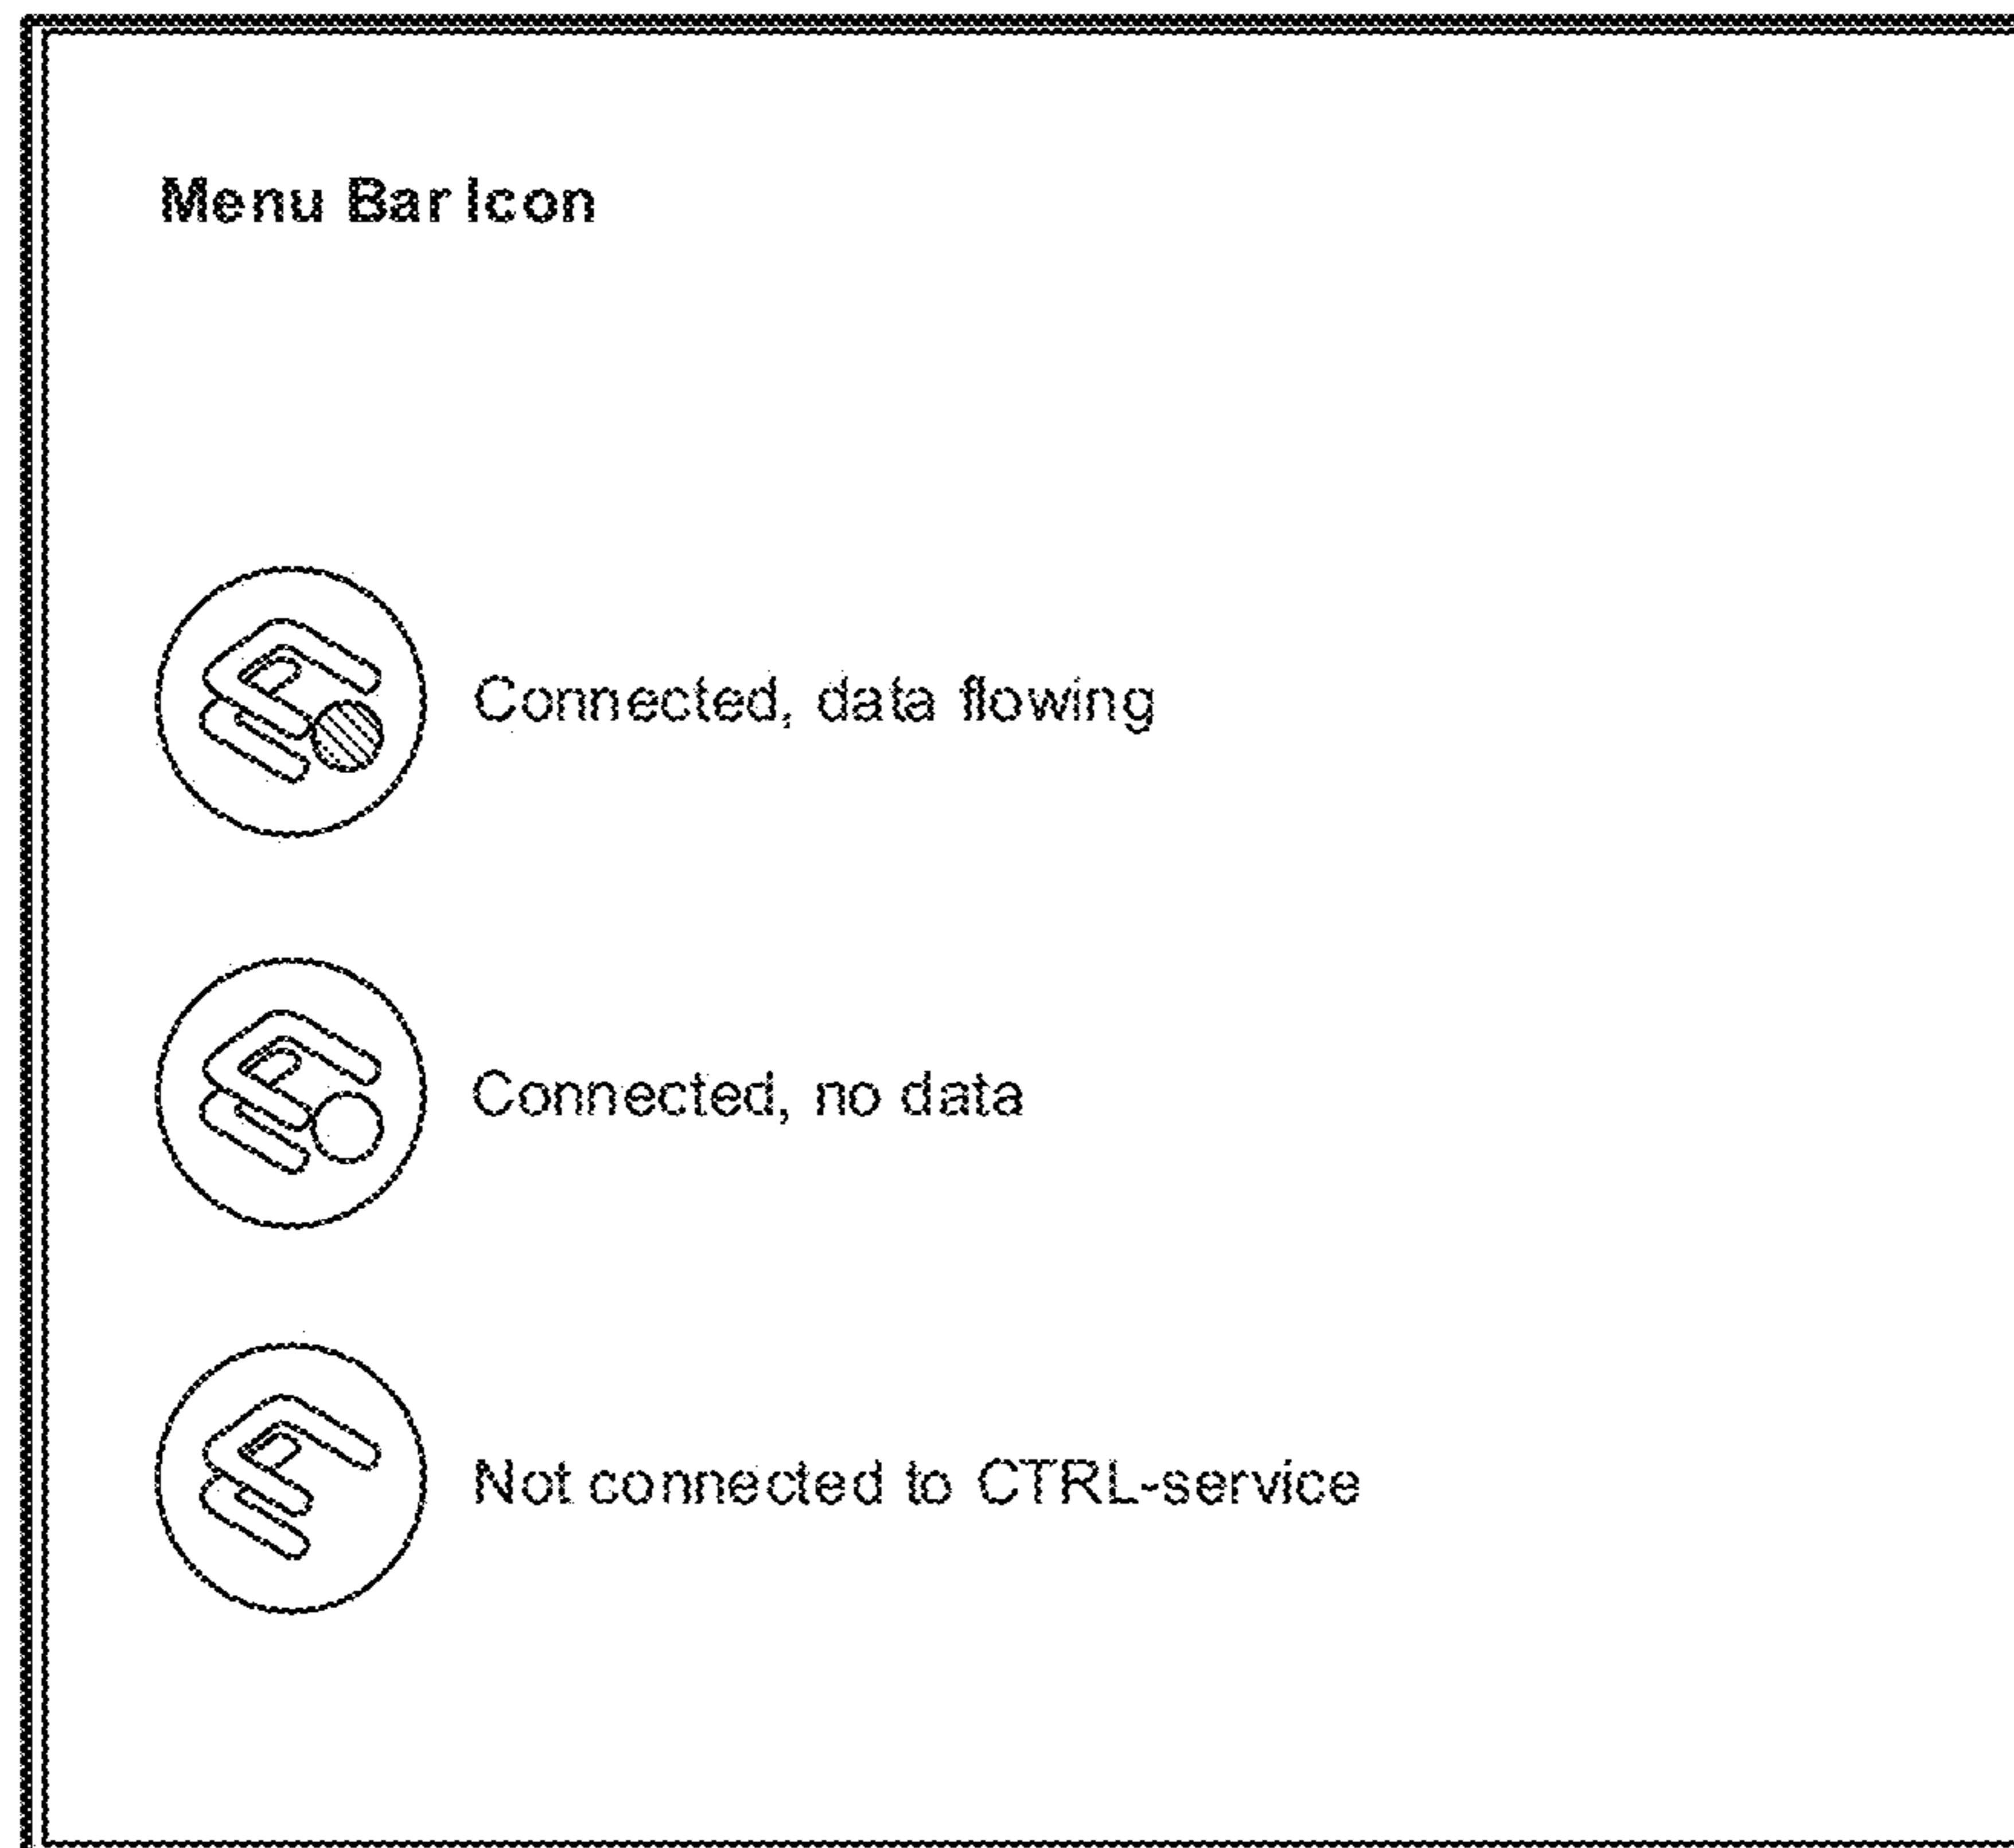 Menu Bar Icon
Connected, data flowing
Connected, no data
Not connected to CTRL-service